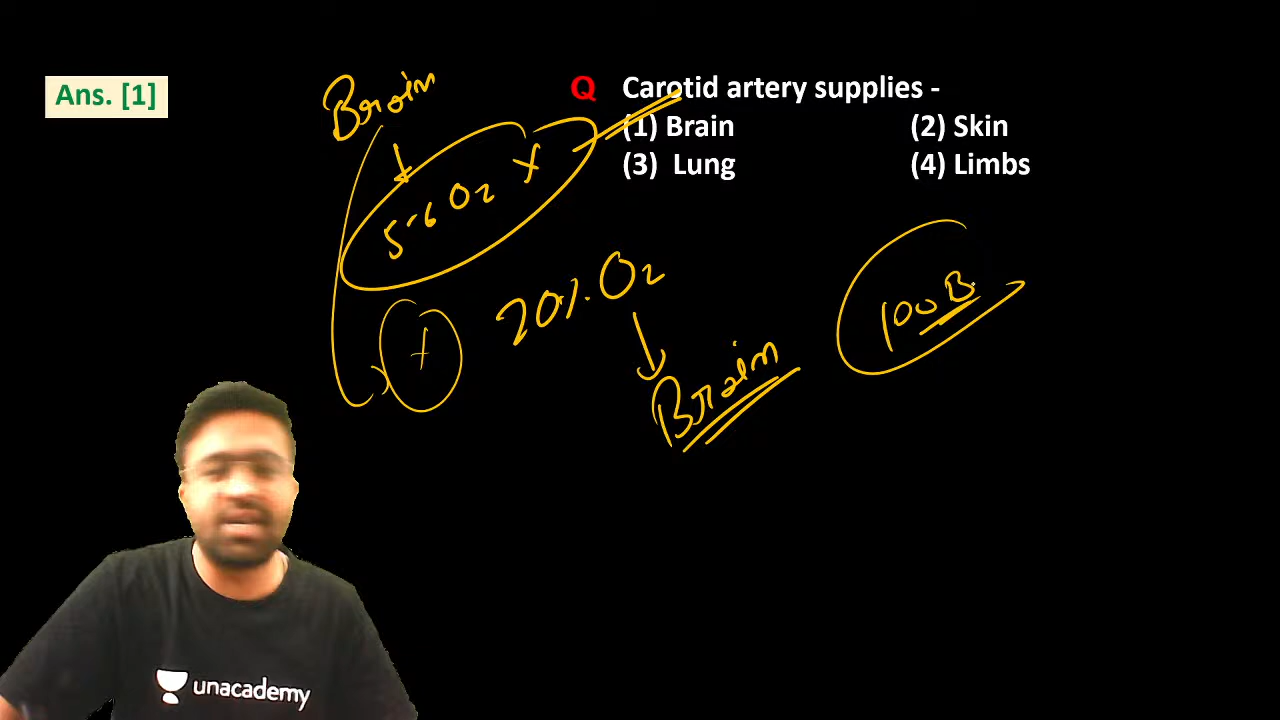 Ans. [1]
Q Carotid artery supplies -
(1) Brain (2) Skin
(3) Lung (4) Limbs
Brain
5-6 O2 X
20% O2
Brain
100B
unacademy